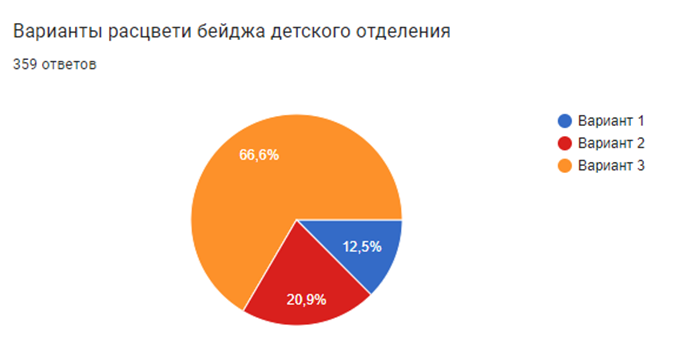 Варианты расцвети бейджа детского отделения
359 ответов
66,6%
12,5%
20,9%
Вариант 1
Вариант 2
Вариант 3